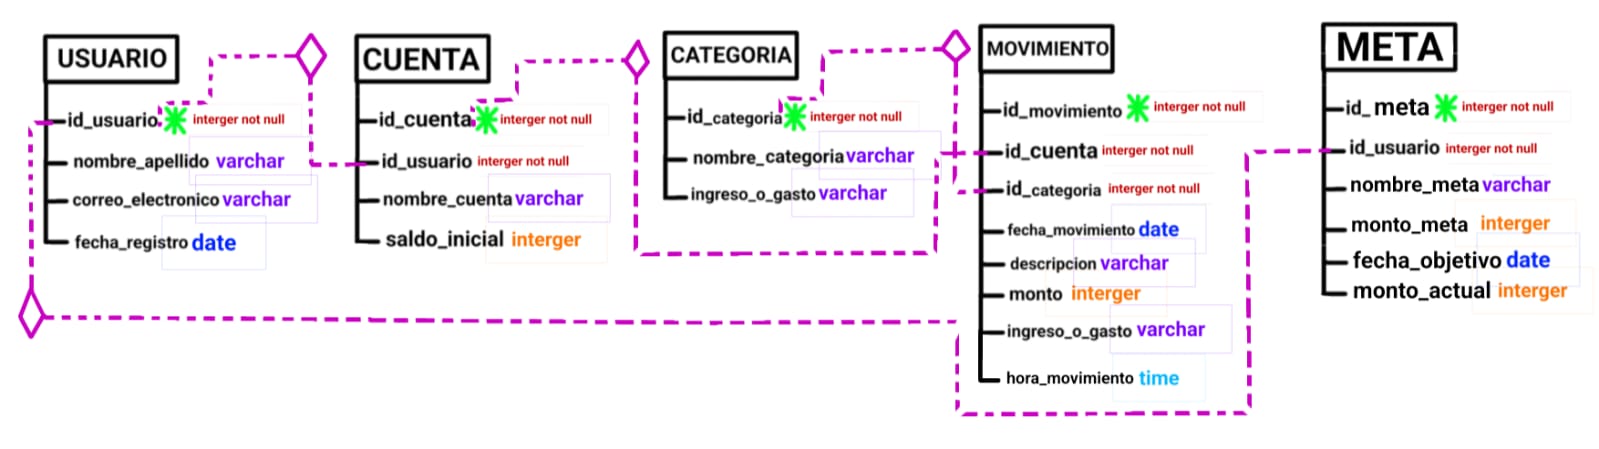 USUARIO
id_usuario interger not null
nombre_apellido varchar
correo_electronico varchar
fecha_registro date
CUENTA
id_cuenta interger not null
id_usuario interger not null
nombre_cuenta varchar
saldo_inicial interger
CATEGORIA
id_categoria interger not null
nombre_categoria varchar
ingreso_o_gasto varchar
MOVIMIENTO
id_movimiento interger not null
id_cuenta interger not null
id_categoria interger not null
fecha_movimiento date
descripcion varchar
monto interger
ingreso_o_gasto varchar
hora_movimiento time
META
id_meta interger not null
id_usuario interger not null
nombre_meta varchar
monto_meta interger
fecha_objetivo date
monto_actual interger